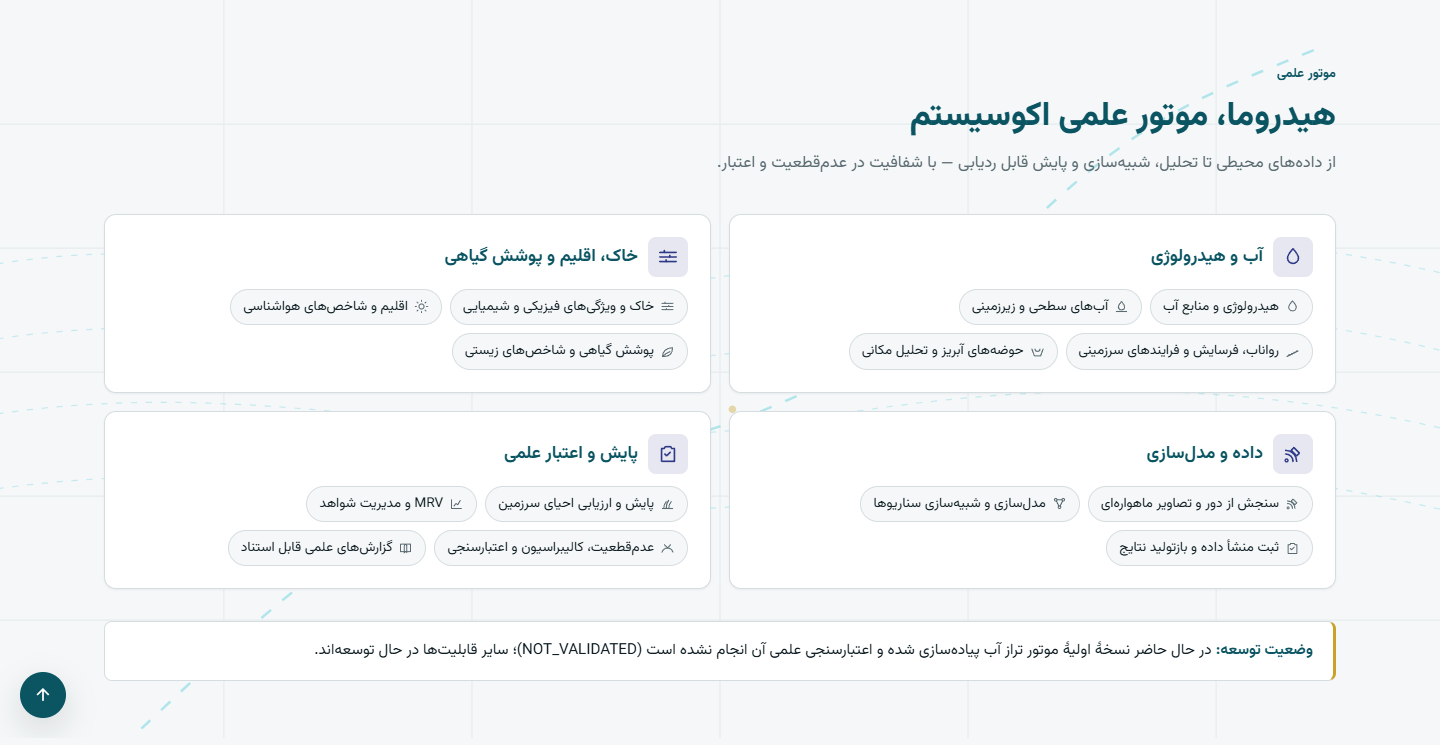 موتور علمی
هیدروما، موتور علمی اکوسیستم
از داده‌های محیطی تا تحلیل، شبیه‌سازی و پایش قابل ردیابی — با شفافیت در عدم‌قطعیت و اعتبار.
آب و هیدرولوژی
هیدرولوژی و منابع آب
آب‌های سطحی و زیرزمینی
رواناب، فرسایش و فرایندهای سرزمینی
حوضه‌های آبریز و تحلیل مکانی
خاک، اقلیم و پوشش گیاهی
خاک و ویژگی‌های فیزیکی و شیمیایی
اقلیم و شاخص‌های هواشناسی
پوشش گیاهی و شاخص‌های زیستی
داده و مدل‌سازی
سنجش از دور و تصاویر ماهواره‌ای
مدل‌سازی و شبیه‌سازی سناریوها
ثبت منشأ داده و بازتولید نتایج
پایش و اعتبار علمی
پایش و ارزیابی احیای سرزمین
MRV و مدیریت شواهد
عدم‌قطعیت، کالیبراسیون و اعتبارسنجی
گزارش‌های علمی قابل استناد
وضعیت توسعه: در حال حاضر نسخهٔ اولیهٔ موتور تراز آب پیاده‌سازی شده و اعتبارسنجی علمی آن انجام نشده است (NOT_VALIDATED)؛ سایر قابلیت‌ها در حال توسعه‌اند.